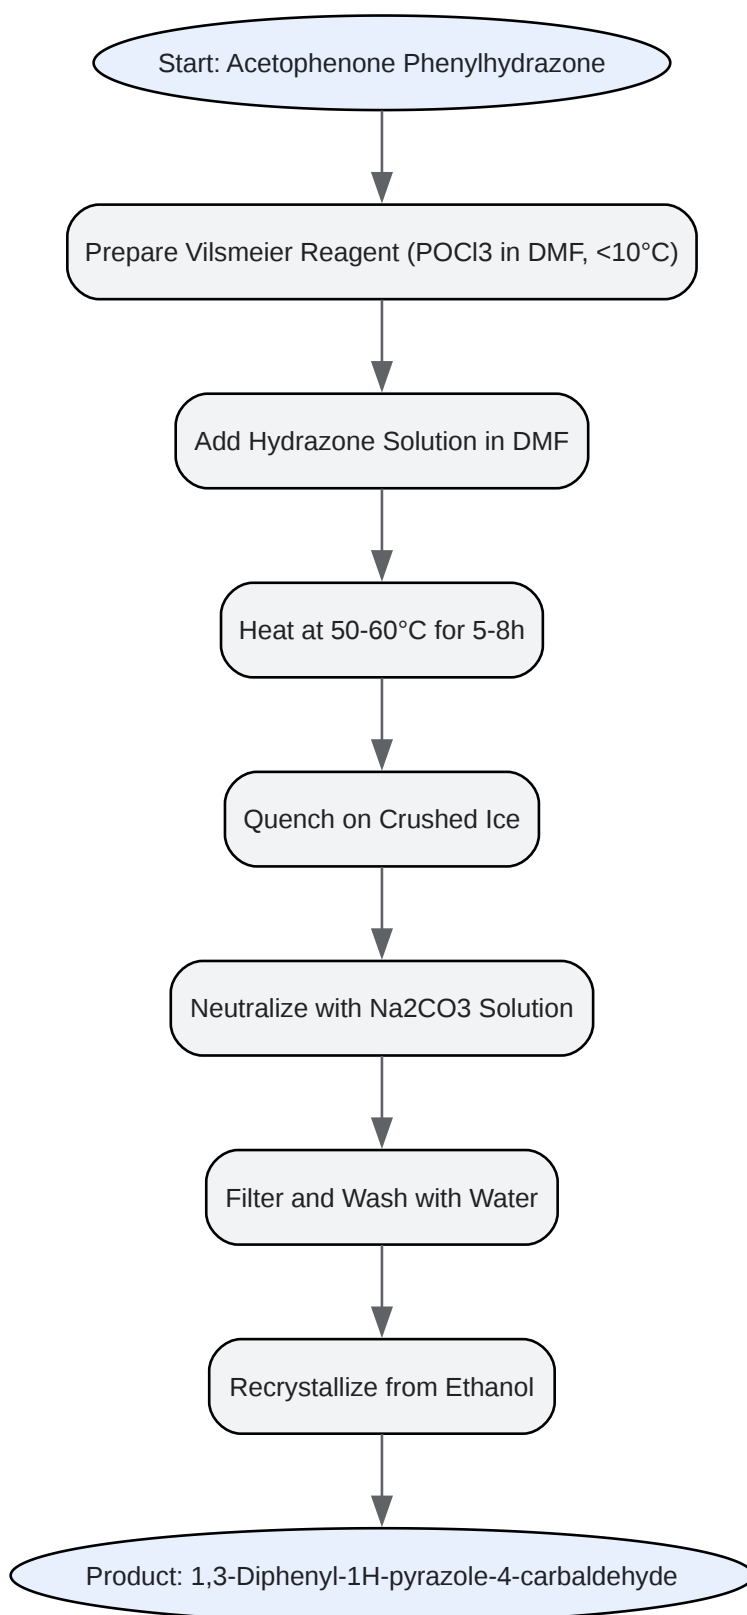 Start: Acetophenone Phenylhydrazone
Prepare Vilsmeier Reagent (POCl3 in DMF, <10°C)
Add Hydrazone Solution in DMF
Heat at 50-60°C for 5-8h
Quench on Crushed Ice
Neutralize with Na2CO3 Solution
Filter and Wash with Water
Recrystallize from Ethanol
Product: 1,3-Diphenyl-1H-pyrazole-4-carbaldehyde